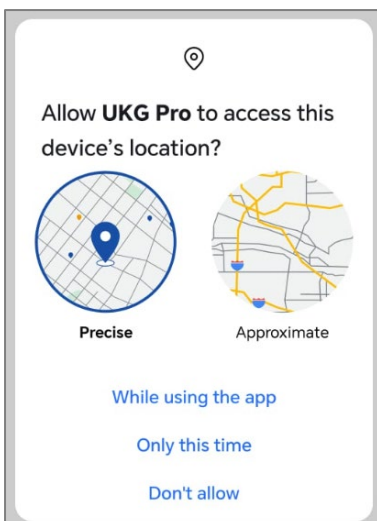 Allow UKG Pro to access this
device’s location?
Precise
Approximate
While using the app
Only this time
Don't allow